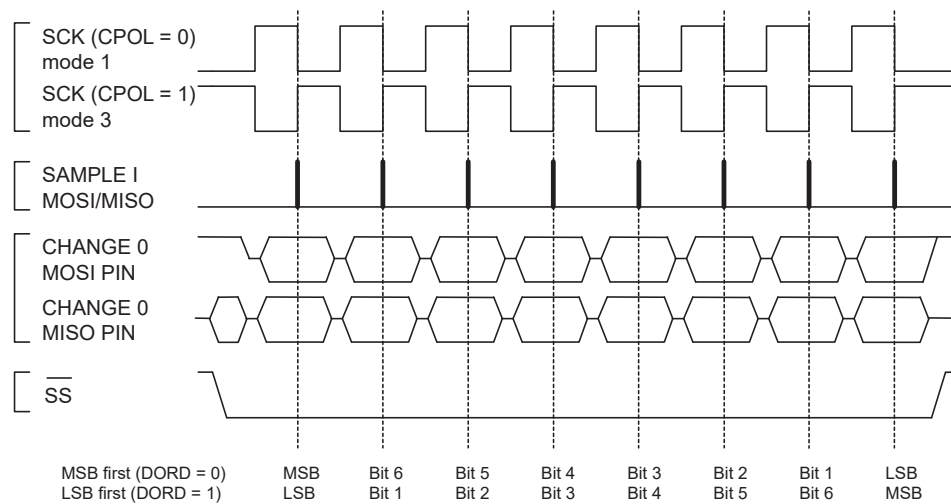 SCK (CPOL = 0)
mode 1
SCK (CPOL = 1)
mode 3
SAMPLE I
MOSI/MISO
CHANGE 0
MOSI PIN
CHANGE 0
MISO PIN
SS
MSB first (DORD = 0) MSB Bit 6 Bit 5 Bit 4 Bit 3 Bit 2 Bit 1 LSB
LSB first (DORD = 1) LSB Bit 1 Bit 2 Bit 3 Bit 4 Bit 5 Bit 6 MSB